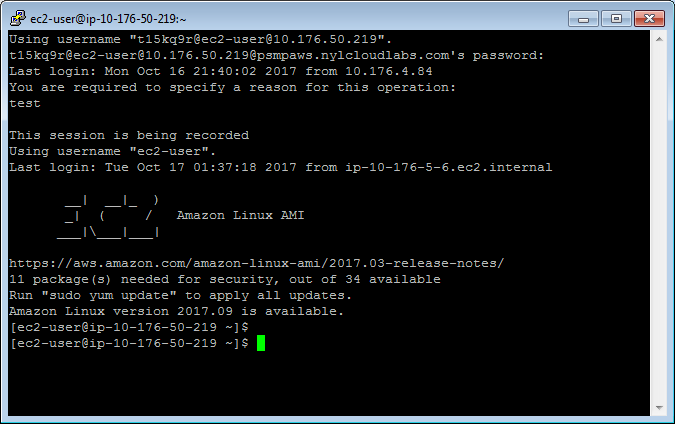 ec2-user@ip-10-176-50-219:~
Using username "t15kq9r@ec2-user@10.176.50.219".
t15kq9r@ec2-user@10.176.50.219@psmpaws.nylcloudlabs.com's password:
Last login: Mon Oct 16 21:40:02 2017 from 10.176.4.84
You are required to specify a reason for this operation:
test
This session is being recorded
Using username "ec2-user".
Last login: Tue Oct 17 01:37:18 2017 from ip-10-176-5-6.ec2.internal
       __|  __|_  )
       _|  (     /   Amazon Linux AMI
      ___|\___|___|
https://aws.amazon.com/amazon-linux-ami/2017.03-release-notes/
11 package(s) needed for security, out of 34 available
Run "sudo yum update" to apply all updates.
Amazon Linux version 2017.09 is available.
[ec2-user@ip-10-176-50-219 ~]$
[ec2-user@ip-10-176-50-219 ~]$